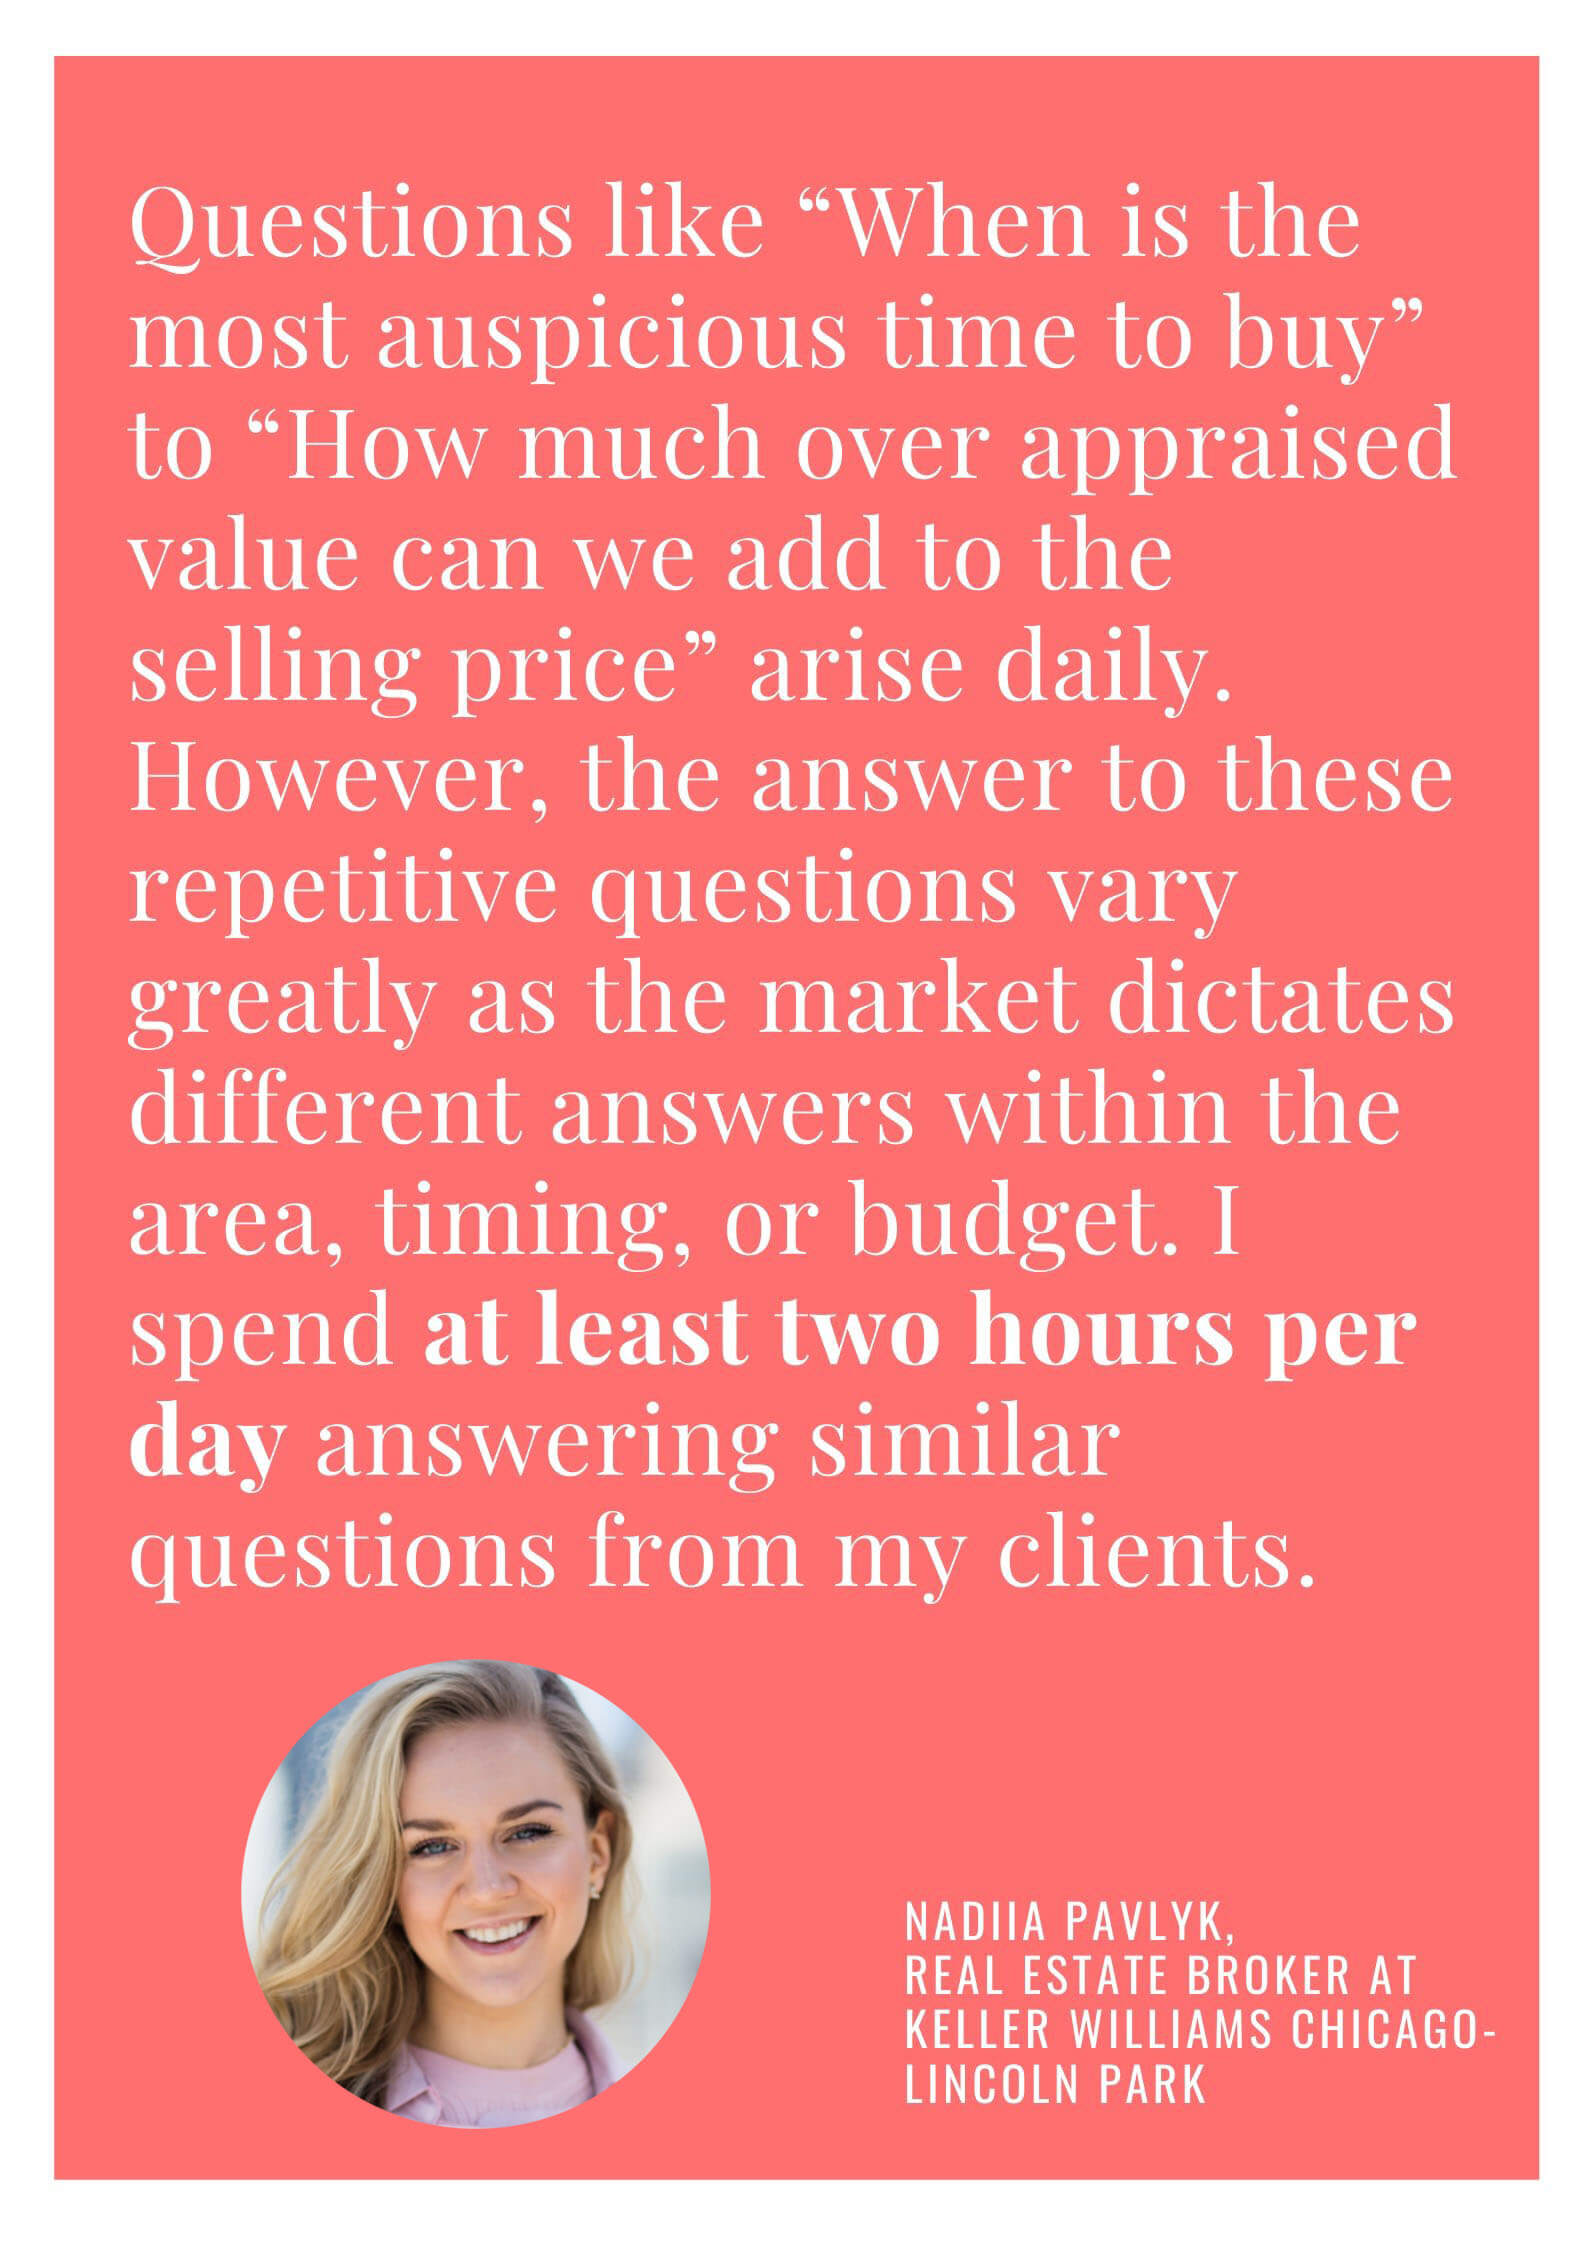 Questions like “When is the
most auspicious time to buy”
to “How much over appraised
value can we add to the
selling price” arise daily.
However, the answer to these
repetitive questions vary
greatly as the market dictates
different answers within the
area, timing, or budget. I
spend at least two hours per
day answering similar
questions from my clients.
NADIIA PAVLYK,
REAL ESTATE BROKER AT
KELLER WILLIAMS CHICAGO-
LINCOLN PARK